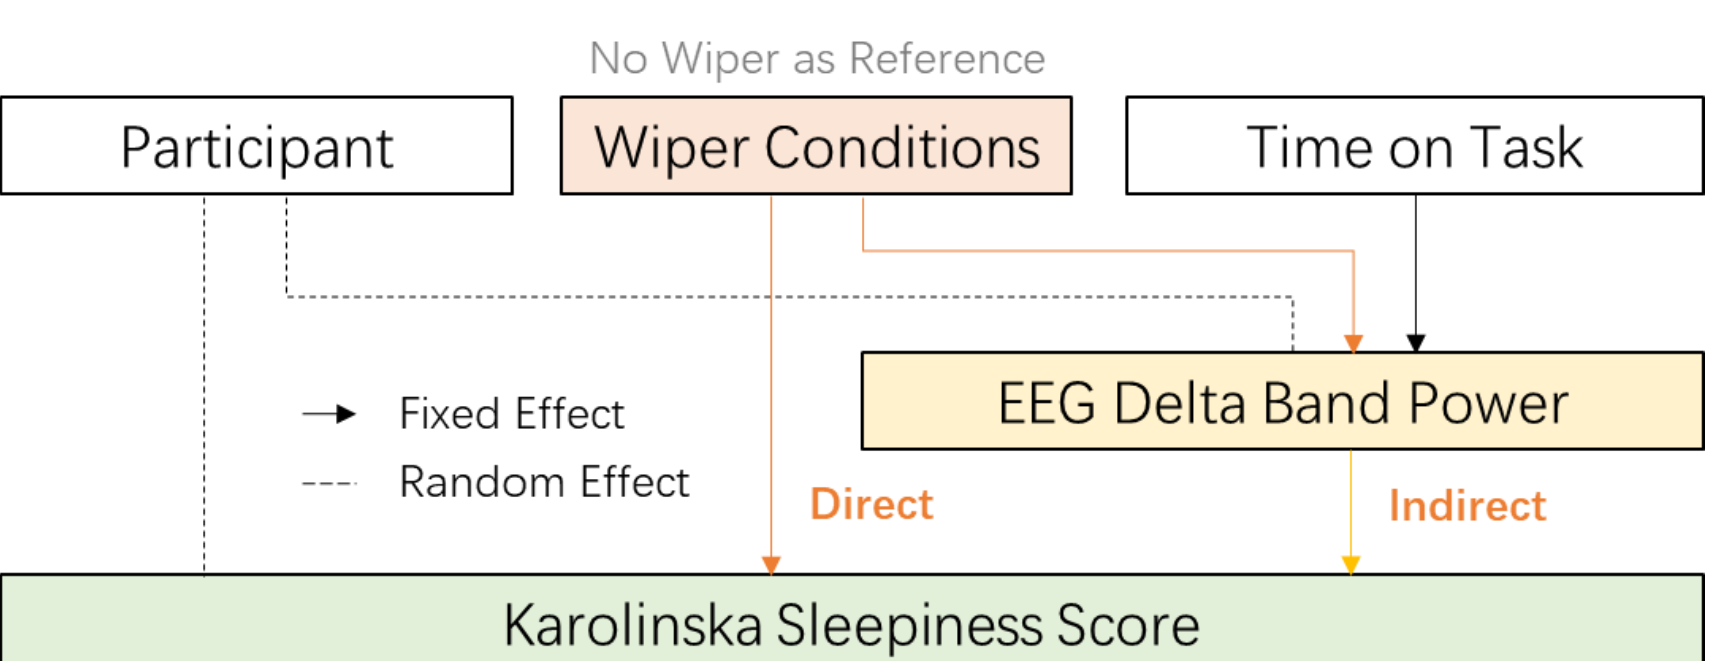 No Wiper as Reference
Participant
Wiper Conditions
Time on Task
EEG Delta Band Power
Fixed Effect
Random Effect
Direct
Indirect
Karolinska Sleepiness Score